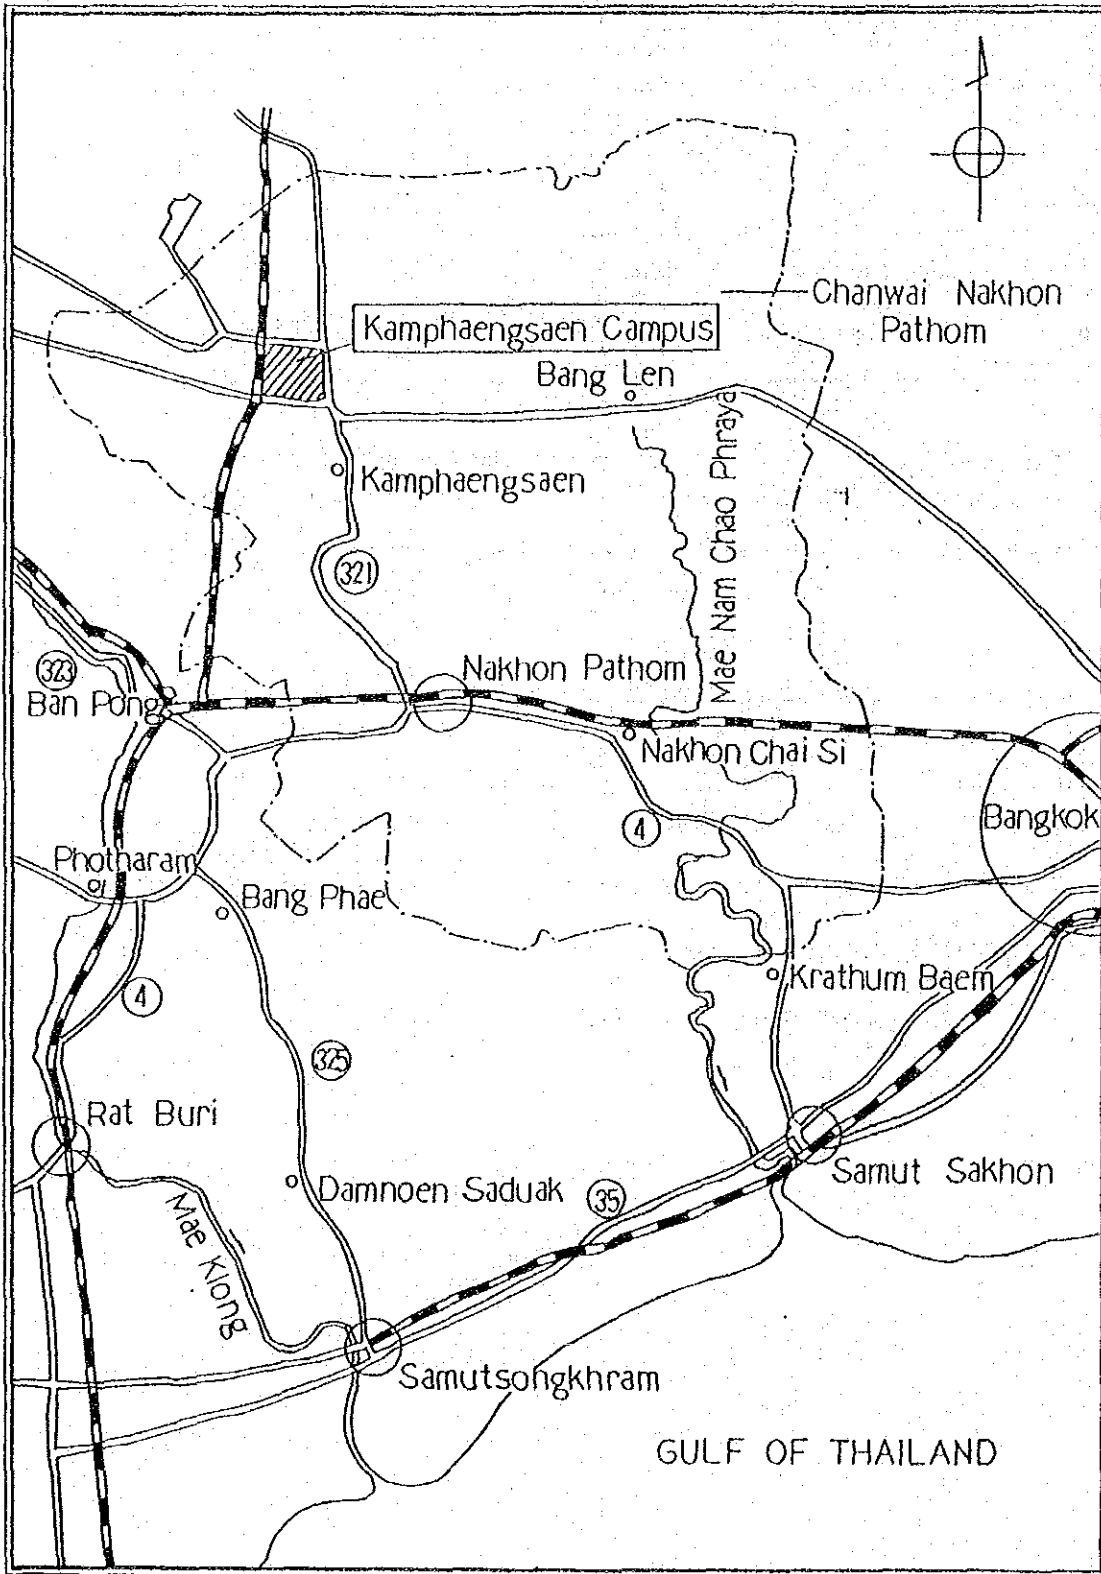 Chanwai Nakhon
Pathom
Kamphaengsaen Campus
Bang Len
Mae Nam Chao Phraya
Kamphaengsaen
321
323
Ban Pong
Nakhon Pathom
Nakhon Chai Si
4
Bangkok
Photharam
Bang Phae
Krathum Baem
4
325
Rat Buri
Damnoen Saduak
35
Samut Sakhon
Mae Klong
Samutsongkhram
GULF OF THAILAND